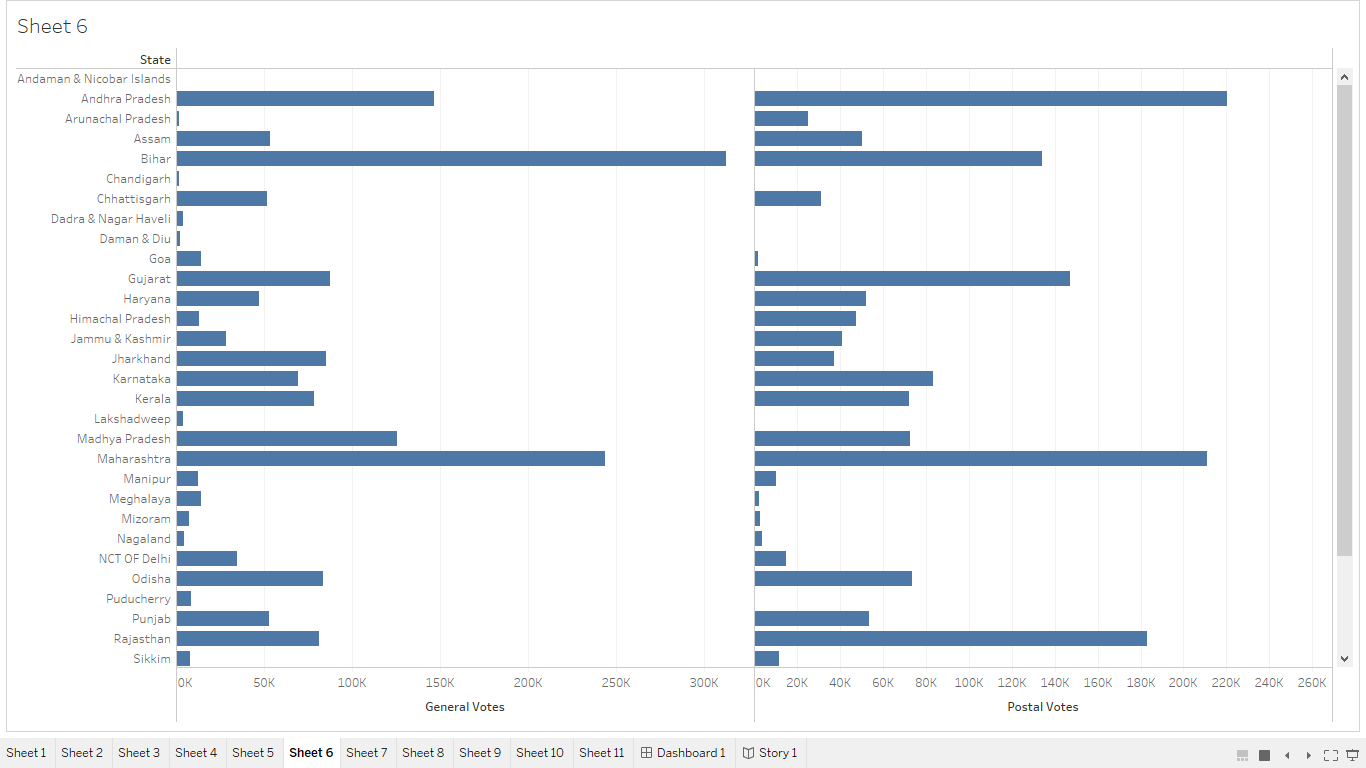 Sheet 6
State
Andaman & Nicobar Islands
Andhra Pradesh
Arunachal Pradesh
Assam
Bihar
Chandigarh
Chhattisgarh
Dadra & Nagar Haveli
Daman & Diu
Goa
Gujarat
Haryana
Himachal Pradesh
Jammu & Kashmir
Jharkhand
Karnataka
Kerala
Lakshadweep
Madhya Pradesh
Maharashtra
Manipur
Meghalaya
Mizoram
Nagaland
NCT OF Delhi
Odisha
Puducherry
Punjab
Rajasthan
Sikkim
0K 50K 100K 150K 200K 250K 300K 0K 20K 40K 60K 80K 100K 120K 140K 160K 180K 200K 220K 240K 260K
General Votes Postal Votes
Sheet 1 Sheet 2 Sheet 3 Sheet 4 Sheet 5 Sheet 6 Sheet 7 Sheet 8 Sheet 9 Sheet 10 Sheet 11 Dashboard 1 Story 1